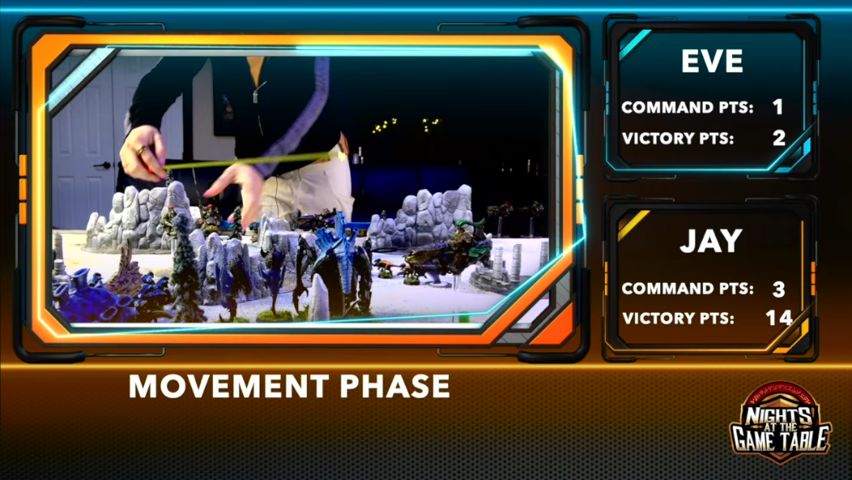 EVE
COMMAND PTS: 1
VICTORY PTS: 2
JAY
COMMAND PTS: 3
VICTORY PTS: 14
MOVEMENT PHASE
NIGHTS
AT THE
GAME TABLE